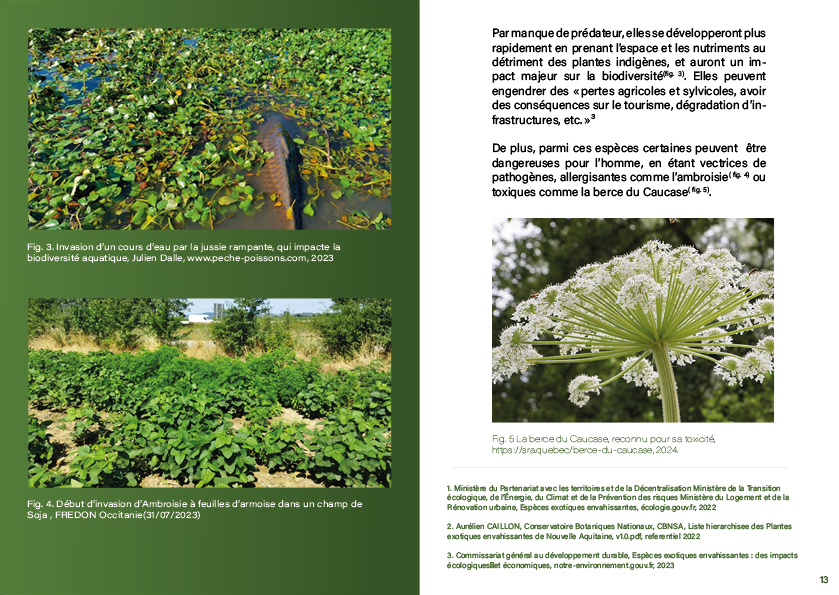 Fig. 3. Invasion d'un cours d'eau par la jussie rampante, qui impacte la
biodiversité aquatique, Julien Dalle, www.peche-poissons.com, 2023
Fig. 4. Début d'invasion d'Ambroisie à feuilles d'armoise dans un champ de
Soja , FREDON Occitanie(31/07/2023)
Par manque de prédateur, elles se développeront plus
rapidement en prenant l'espace et les nutriments au
détriment des plantes indigènes, et auront un im-
pact majeur sur la biodiversité(fig. 3). Elles peuvent
engendrer des « pertes agricoles et sylvicoles, avoir
des conséquences sur le tourisme, dégradation d'in-
frastructures, etc. »³
De plus, parmi ces espèces certaines peuvent être
dangereuses pour l'homme, en étant vectrices de
pathogènes, allergisantes comme l'ambroisie( fig. 4) ou
toxiques comme la berce du Caucase( fig. 5).
Fig. 5 La berce du Caucase, reconnu pour sa toxicité,
https://sra.quebec/berce-du-caucase, 2024.
1. Ministère du Partenariat avec les territoires et de la Décentralisation Ministère de la Transition
écologique, de l'Énergie, du Climat et de la Prévention des risques Ministère du Logement et de la
Rénovation urbaine, Espèces exotiques envahissantes, écologie.gouv.fr, 2022
2. Aurélien CAILLON, Conservatoire Botaniques Nationaux, CBNSA, Liste hierarchisee des Plantes
exotiques envahissantes de Nouvelle Aquitaine, v1.0.pdf, referentiel 2022
3. Commissariat général au développement durable, Espèces exotiques envahissantes : des impacts
écologiques et économiques, notre-environnement.gouv.fr, 2023
13